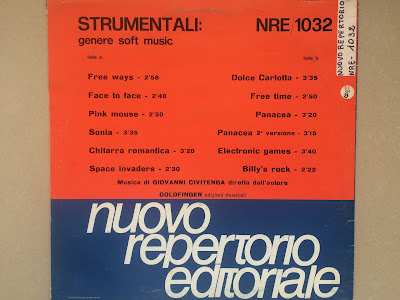 STRUMENTALI: NRE/1032
genere soft music
lato a
Free ways - 2'58
Face to face - 2'40
Pink mouse - 2'50
Sonia - 3'35
Chitarra romantica - 3'20
Space invaders - 2'30
lato b
Dolce Carlotta - 3'35
Free time - 2'50
Panacea - 3'20
Panacea 2ª versione - 3'15
Electronic games - 3'40
Billy's rock - 2'22
Musica di GIOVANNI CIVITENGA diretta dall'autore
GOLDFINGER edizioni musicali
nuovo
repertorio
editoriale
NUOVO REPERTORIO
NRE - 1032